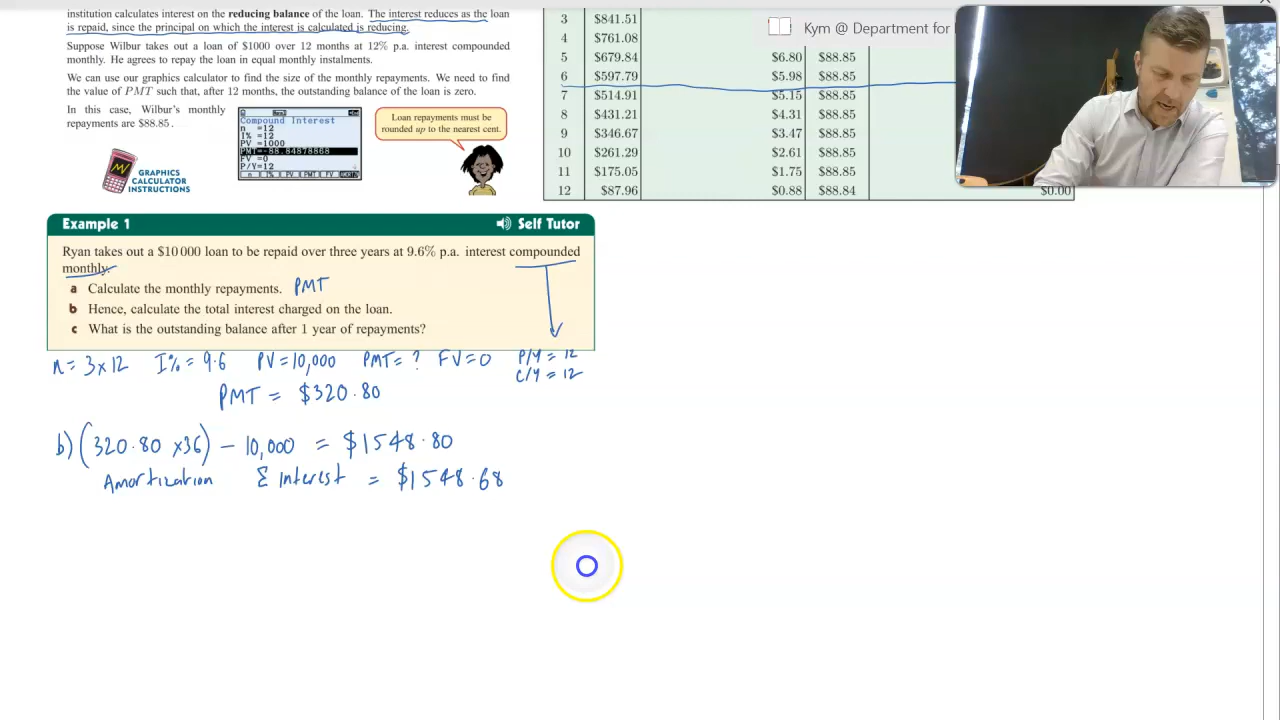 institution calculates interest on the reducing balance of the loan. The interest reduces as the loan
is repaid, since the principal on which the interest is calculated is reducing.
Suppose Wilbur takes out a loan of $1000 over 12 months at 12% p.a. interest compounded
monthly. He agrees to repay the loan in equal monthly instalments.
We can use our graphics calculator to find the size of the monthly repayments. We need to find
the value of PMT such that, after 12 months, the outstanding balance of the loan is zero.
In this case, Wilbur's monthly
repayments are $88.85.
GRAPHICS
CALCULATOR
INSTRUCTIONS
Compound Interest
n =12
I% =12
PV =1000
PMT=-88.84878868
FV =0
P/Y=12
Loan repayments must be
rounded up to the nearest cent.
3 $841.51
4 $761.08
5 $679.84 $6.80 $88.85
6 $597.79 $5.98 $88.85
7 $514.91 $5.15 $88.85
8 $431.21 $4.31 $88.85
9 $346.67 $3.47 $88.85
10 $261.29 $2.61 $88.85
11 $175.05 $1.75 $88.85
12 $87.96 $0.88 $88.84 $0.00
Kym @ Department for
Example 1 Self Tutor
Ryan takes out a $10 000 loan to be repaid over three years at 9.6% p.a. interest compounded
monthly.
a Calculate the monthly repayments. PMT
b Hence, calculate the total interest charged on the loan.
c What is the outstanding balance after 1 year of repayments?
n = 3 x 12 I% = 9.6 PV = 10,000 PMT = ? FV = 0 P/Y = 12
C/Y = 12
PMT = $320.80
b) (320.80 x 36) - 10,000 = $1548.80
Amortization Σ Interest = $1548.68